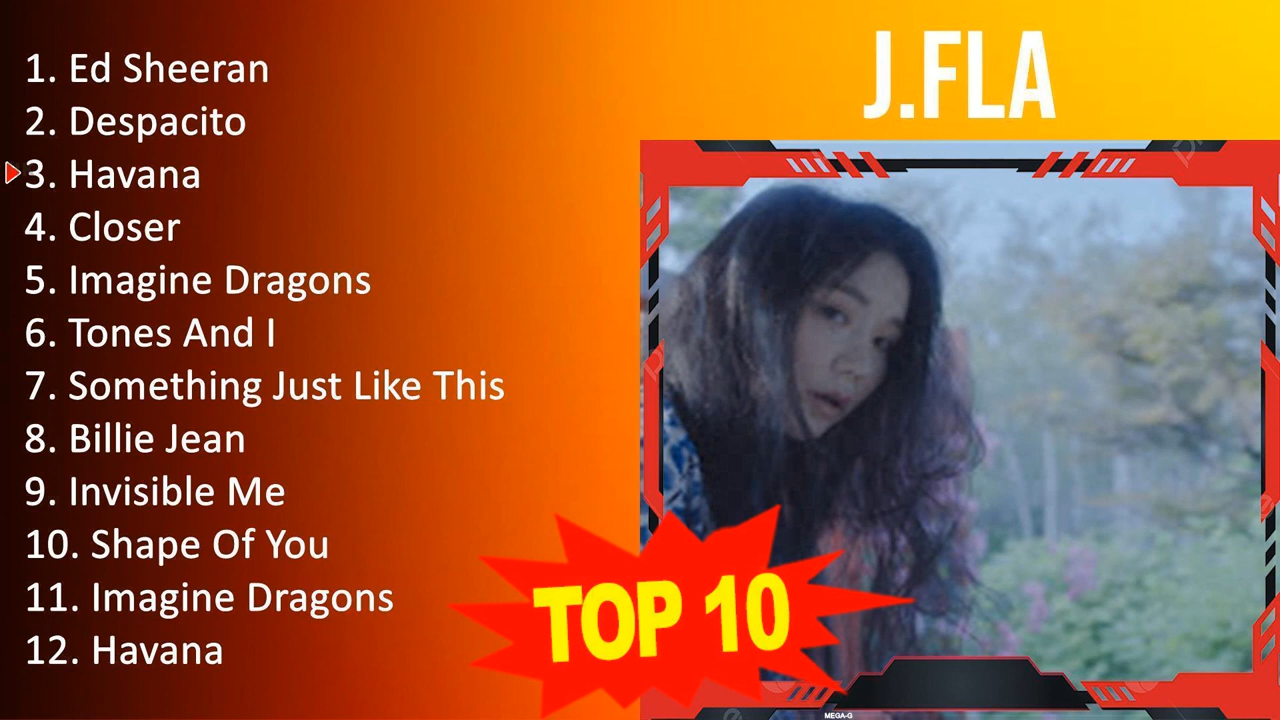 1. Ed Sheeran
2. Despacito
3. Havana
4. Closer
5. Imagine Dragons
6. Tones And I
7. Something Just Like This
8. Billie Jean
9. Invisible Me
10. Shape Of You
11. Imagine Dragons
12. Havana
J.FLA
TOP 10
MEGA-G